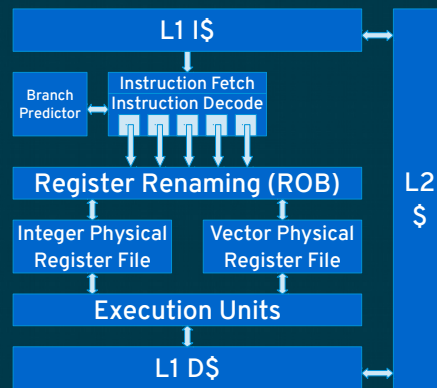 L1 I$
Instruction Fetch
Instruction Decode
Branch
Predictor
Register Renaming (ROB)
Integer Physical
Register File
Vector Physical
Register File
Execution Units
L1 D$
L2
$